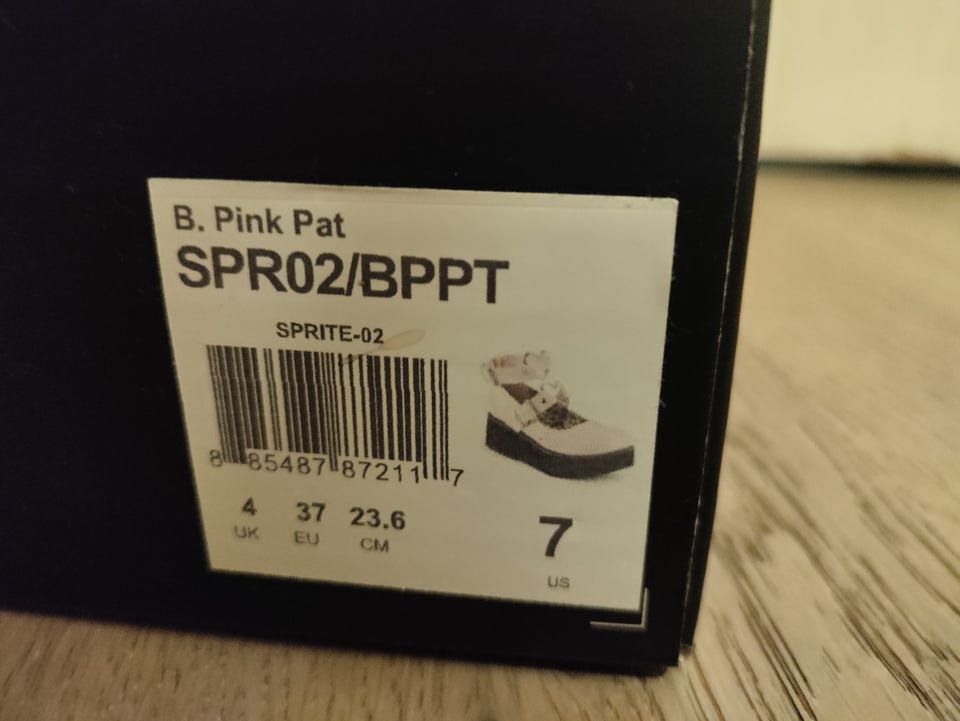 B. Pink Pat
SPR02/BPPT
SPRITE-02
8 85487 87211 7
4 37 23.6 7
UK EU CM US